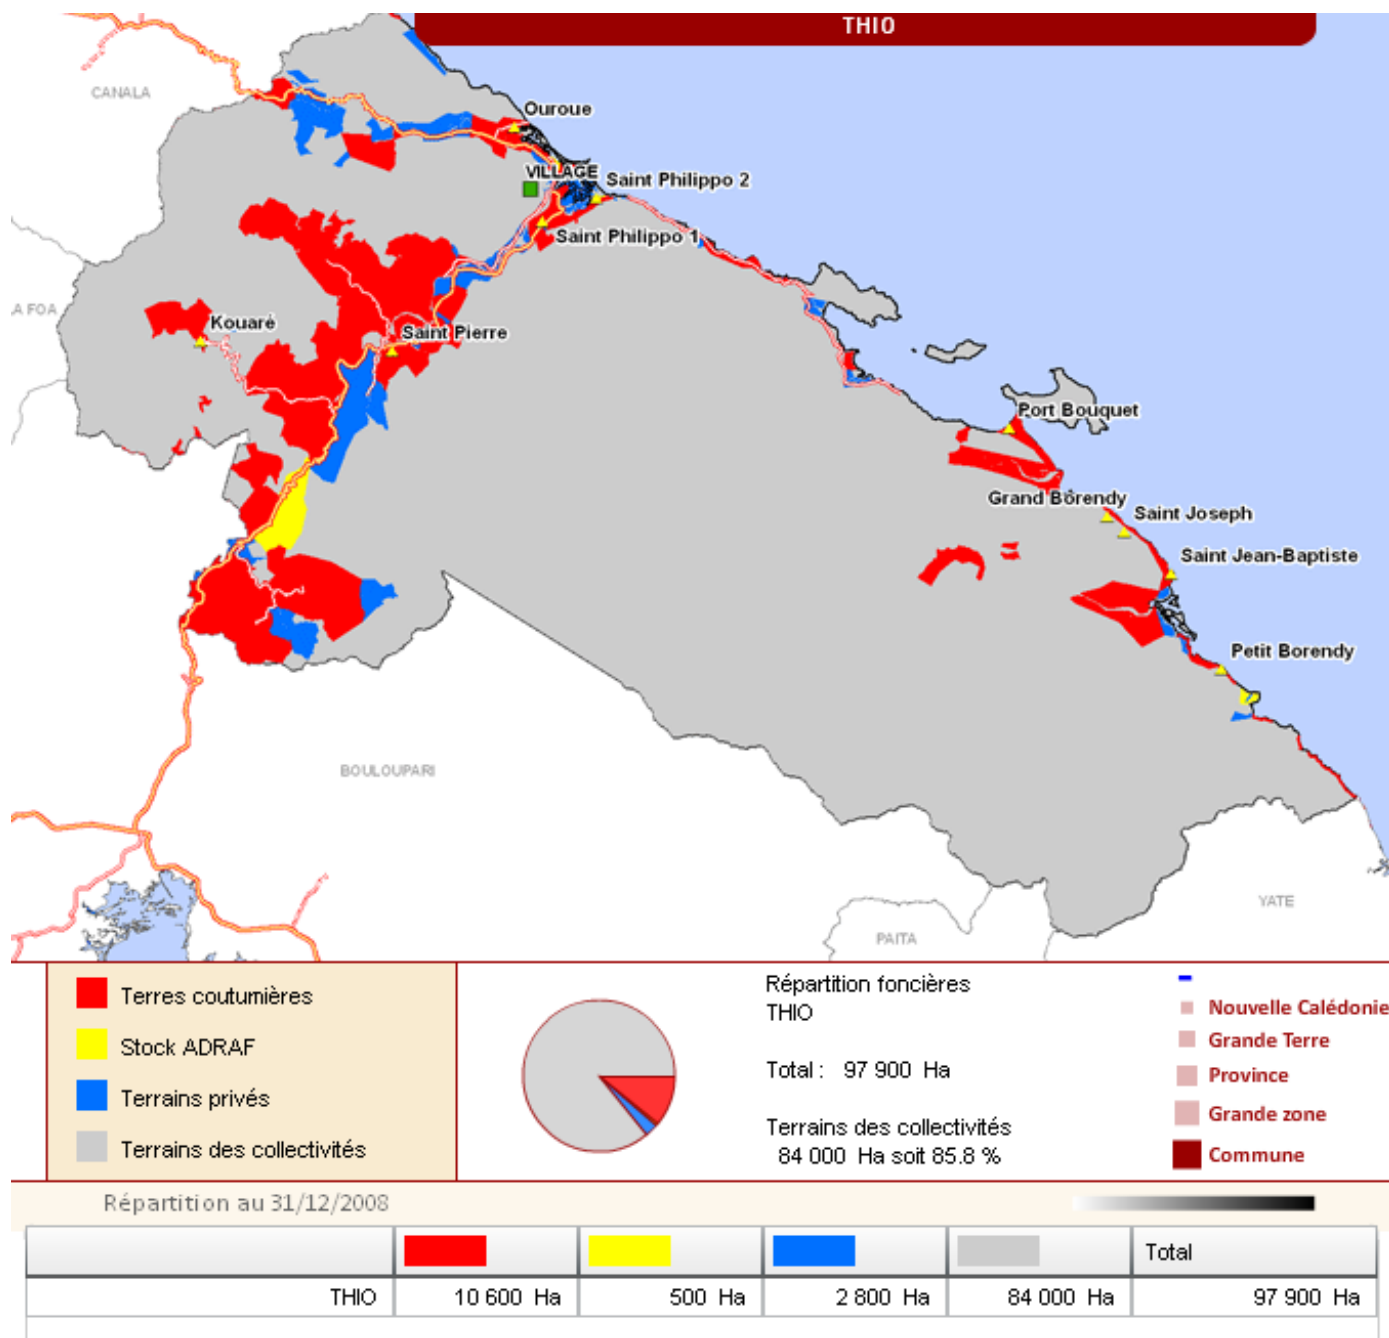 THIO
CANALA
Ouroue
VILLAGE
Saint Philippo 2
Saint Philippo 1
A FOA
Kouaré
Saint Pierre
Port Bouquet
Grand Borendy
Saint Joseph
Saint Jean-Baptiste
Petit Borendy
BOULOUPARI
YATE
PAITA
Terres coutumières
Stock ADRAF
Terrains privés
Terrains des collectivités
Répartition foncières
THIO
Total : 97 900 Ha
Terrains des collectivités
84 000 Ha soit 85.8 %
Nouvelle Calédonie
Grande Terre
Province
Grande zone
Commune
Répartition au 31/12/2008
Total
THIO 10 600 Ha 500 Ha 2 800 Ha 84 000 Ha 97 900 Ha